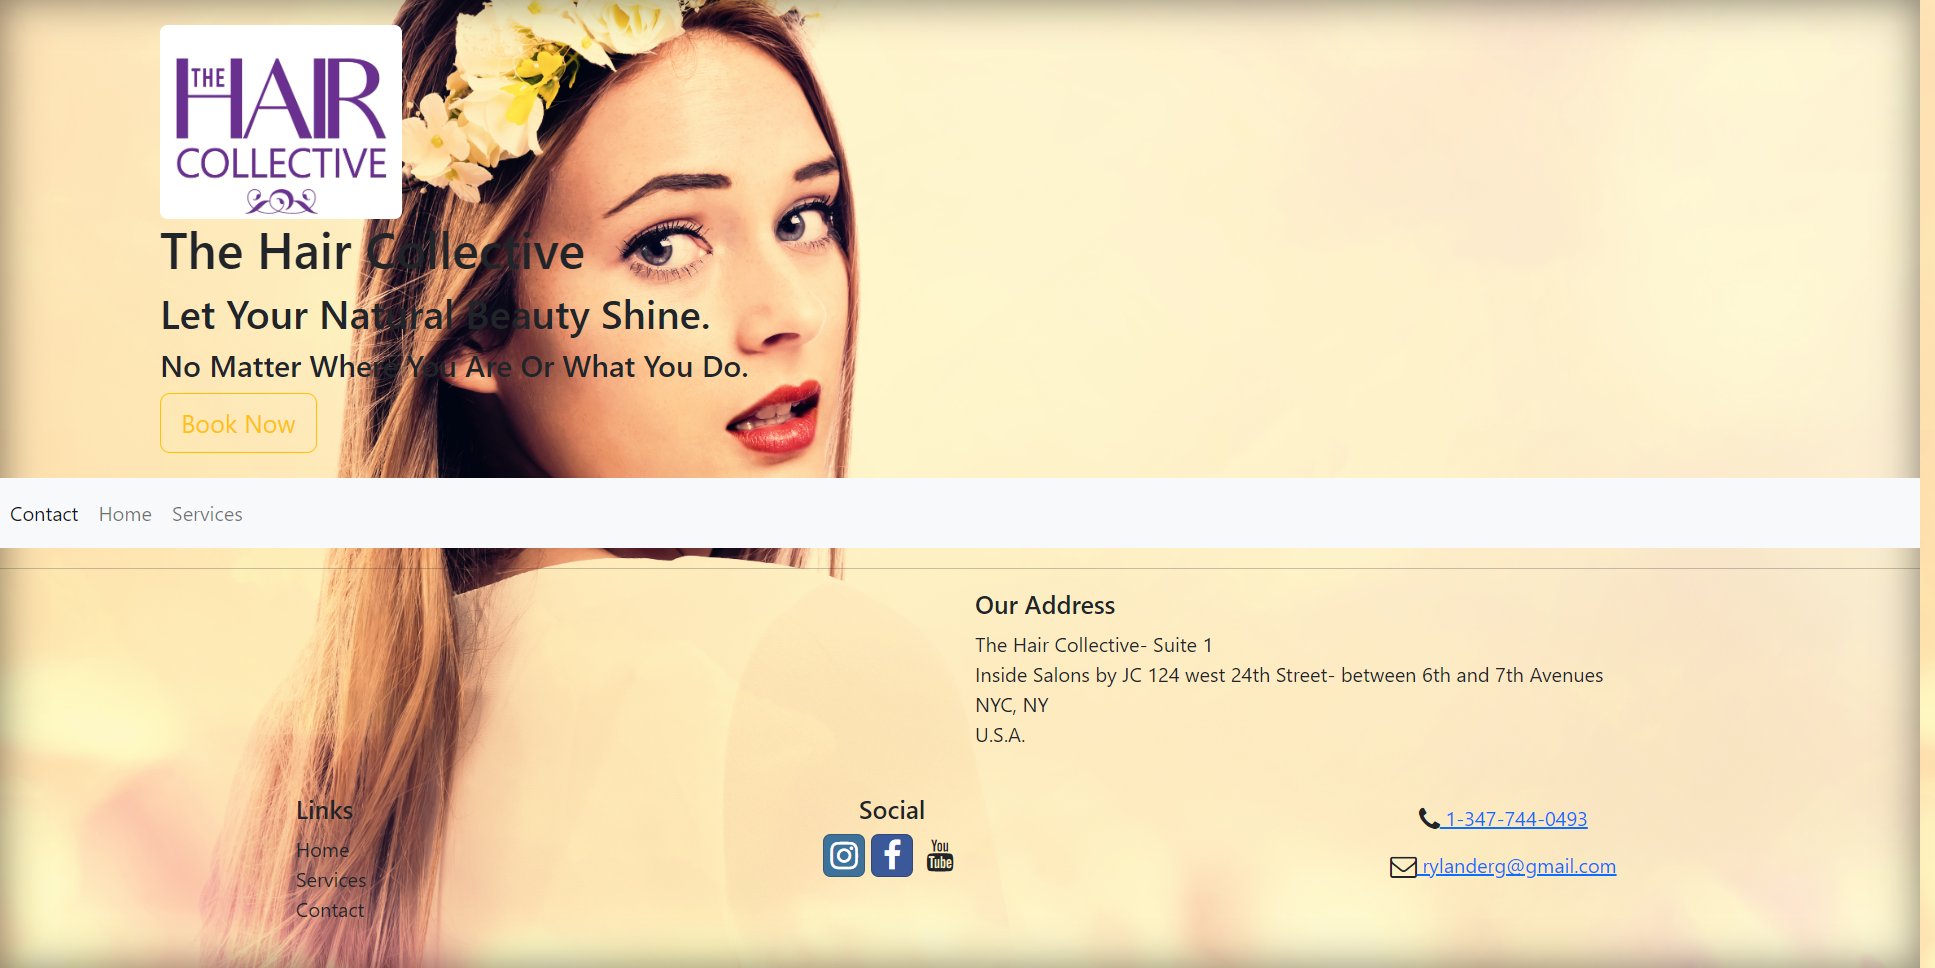 THE HAIR
COLLECTIVE
The Hair Collective
Let Your Natural Beauty Shine.
No Matter Where You Are Or What You Do.
Book Now
Contact Home Services
Our Address
The Hair Collective- Suite 1
Inside Salons by JC 124 west 24th Street- between 6th and 7th Avenues
NYC, NY
U.S.A.
Links
Home
Services
Contact
Social
You
Tube
1-347-744-0493
rylanderg@gmail.com